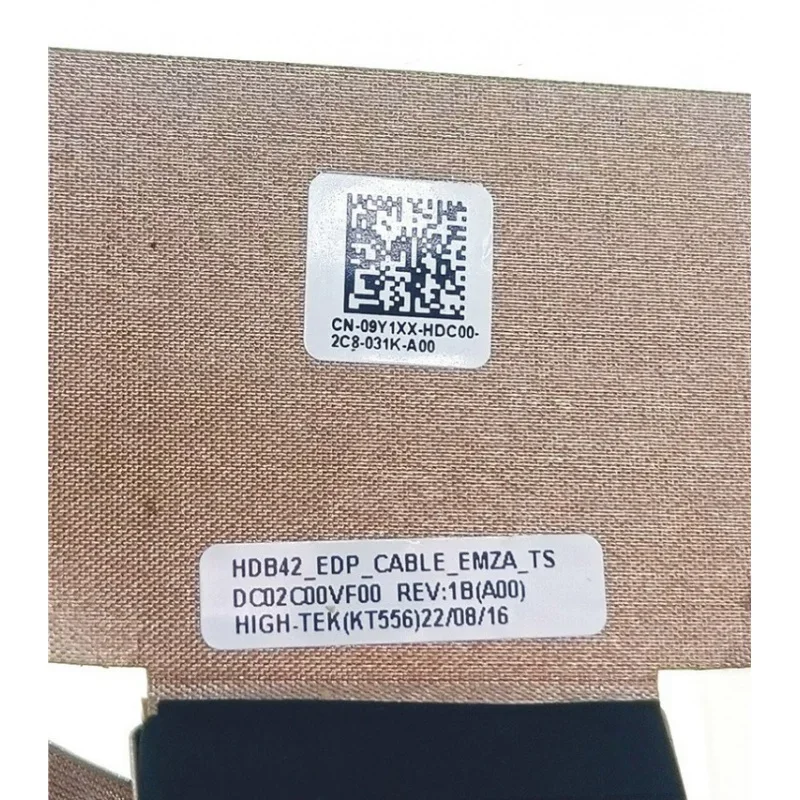 CN-09Y1XX-HDC00-
2C8-031K-A00
HDB42_EDP_CABLE_EMZA_TS
DC02C00VF00 REV:1B(A00)
HIGH-TEK(KT556)22/08/16